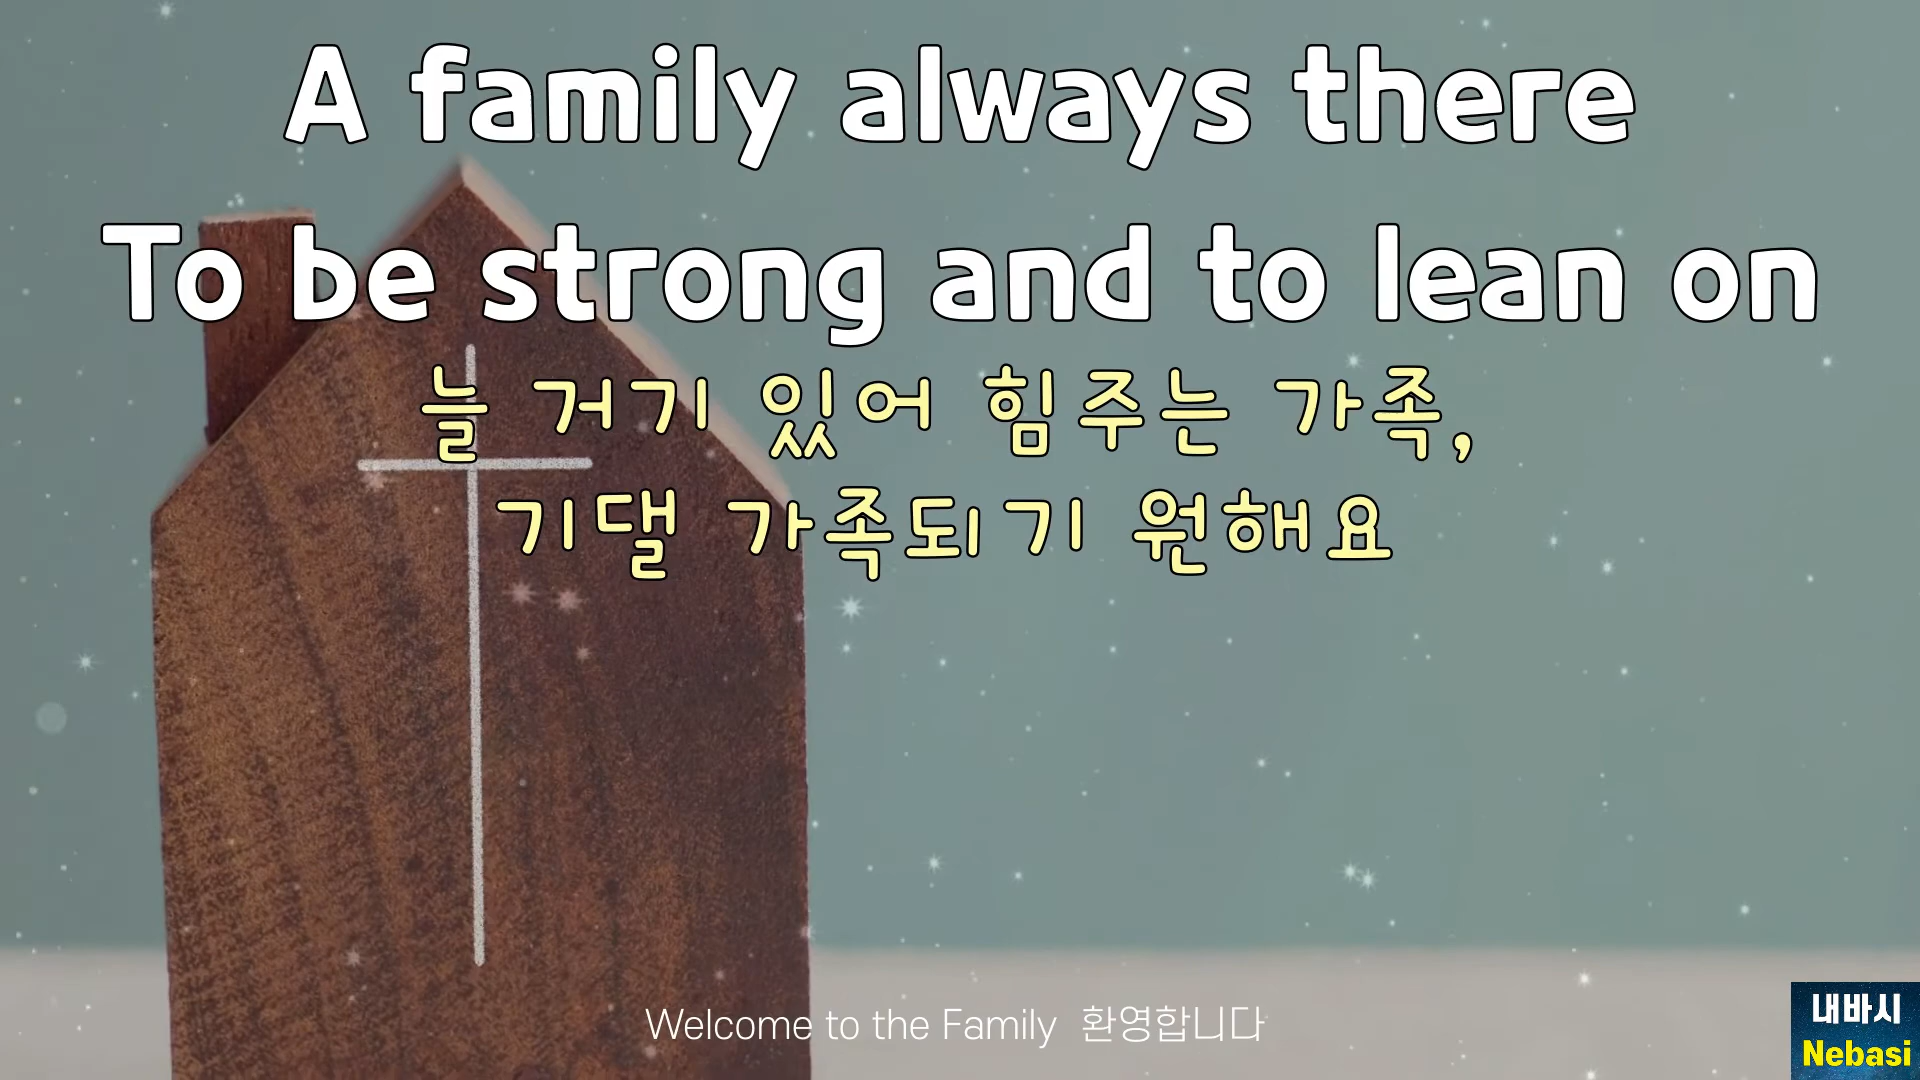 A family always there
To be strong and to lean on
늘 거기 있어 힘주는 가족,
기댈 가족되기 원해요
Welcome to the Family 환영합니다
내바시
Nebasi